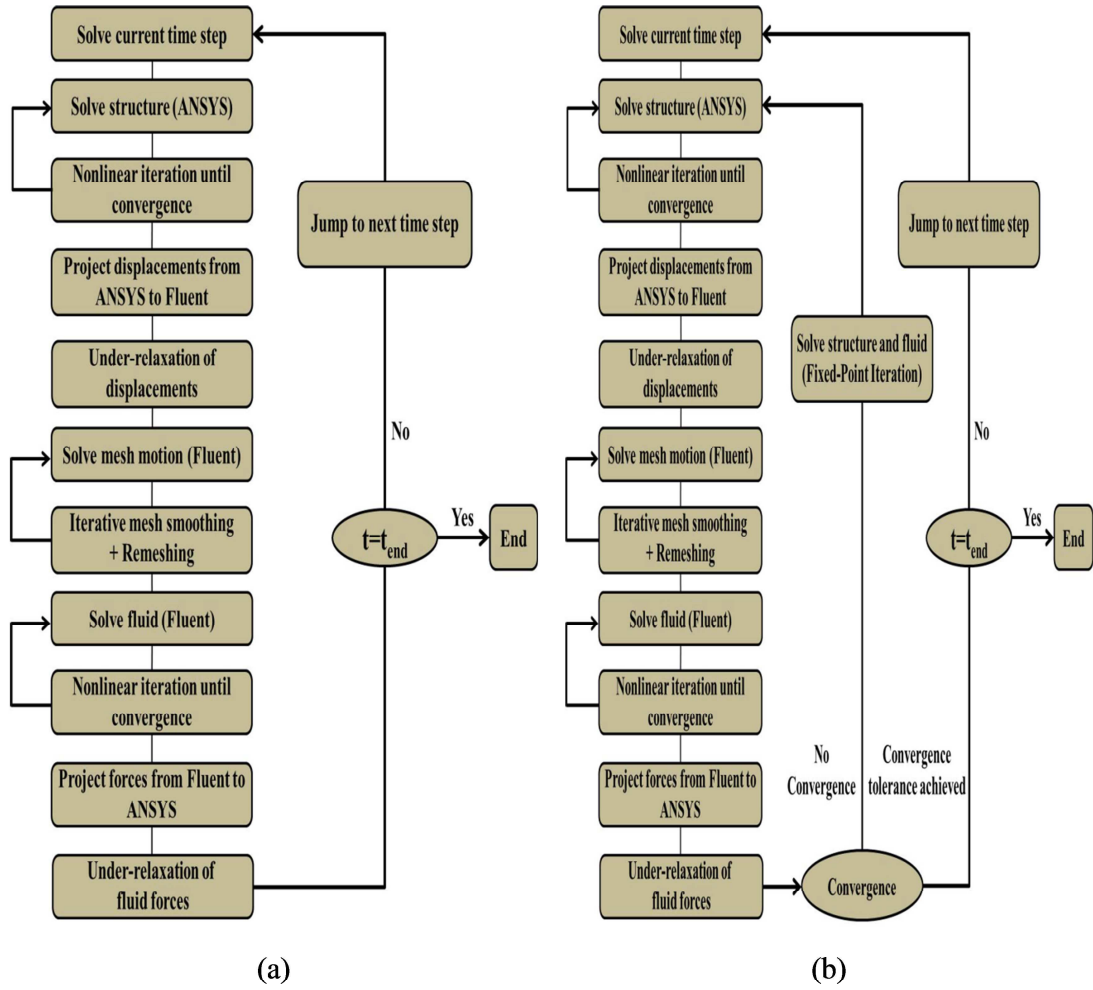 Solve current time step
Solve structure (ANSYS)
Nonlinear iteration until
convergence
Project displacements from
ANSYS to Fluent
Under-relaxation of
displacements
Solve mesh motion (Fluent)
Iterative mesh smoothing
+ Remeshing
Solve fluid (Fluent)
Nonlinear iteration until
convergence
Project forces from Fluent to
ANSYS
Under-relaxation of
fluid forces
Jump to next time step
No
t=tend
Yes
End
(a)
Solve current time step
Solve structure (ANSYS)
Nonlinear iteration until
convergence
Project displacements from
ANSYS to Fluent
Under-relaxation of
displacements
Solve mesh motion (Fluent)
Iterative mesh smoothing
+ Remeshing
Solve fluid (Fluent)
Nonlinear iteration until
convergence
Project forces from Fluent to
ANSYS
Under-relaxation of
fluid forces
Convergence
No
Convergence
Solve structure and fluid
(Fixed-Point Iteration)
Convergence
tolerance achieved
Jump to next time step
No
t=tend
Yes
End
(b)